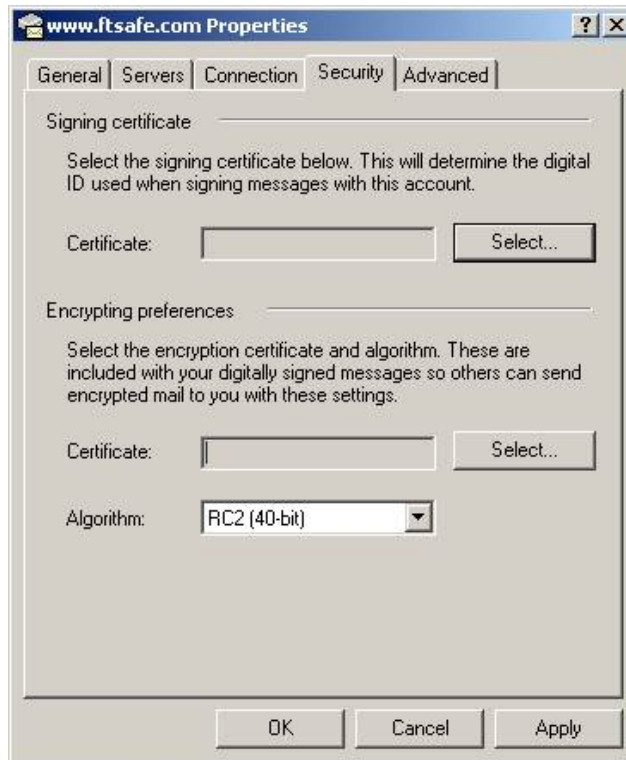 www.ftsafe.com Properties
General Servers Connection Security Advanced
Signing certificate
Select the signing certificate below. This will determine the digital
ID used when signing messages with this account.
Certificate: Select...
Encrypting preferences
Select the encryption certificate and algorithm. These are
included with your digitally signed messages so others can send
encrypted mail to you with these settings.
Certificate: Select...
Algorithm: RC2 (40-bit)
OK Cancel Apply